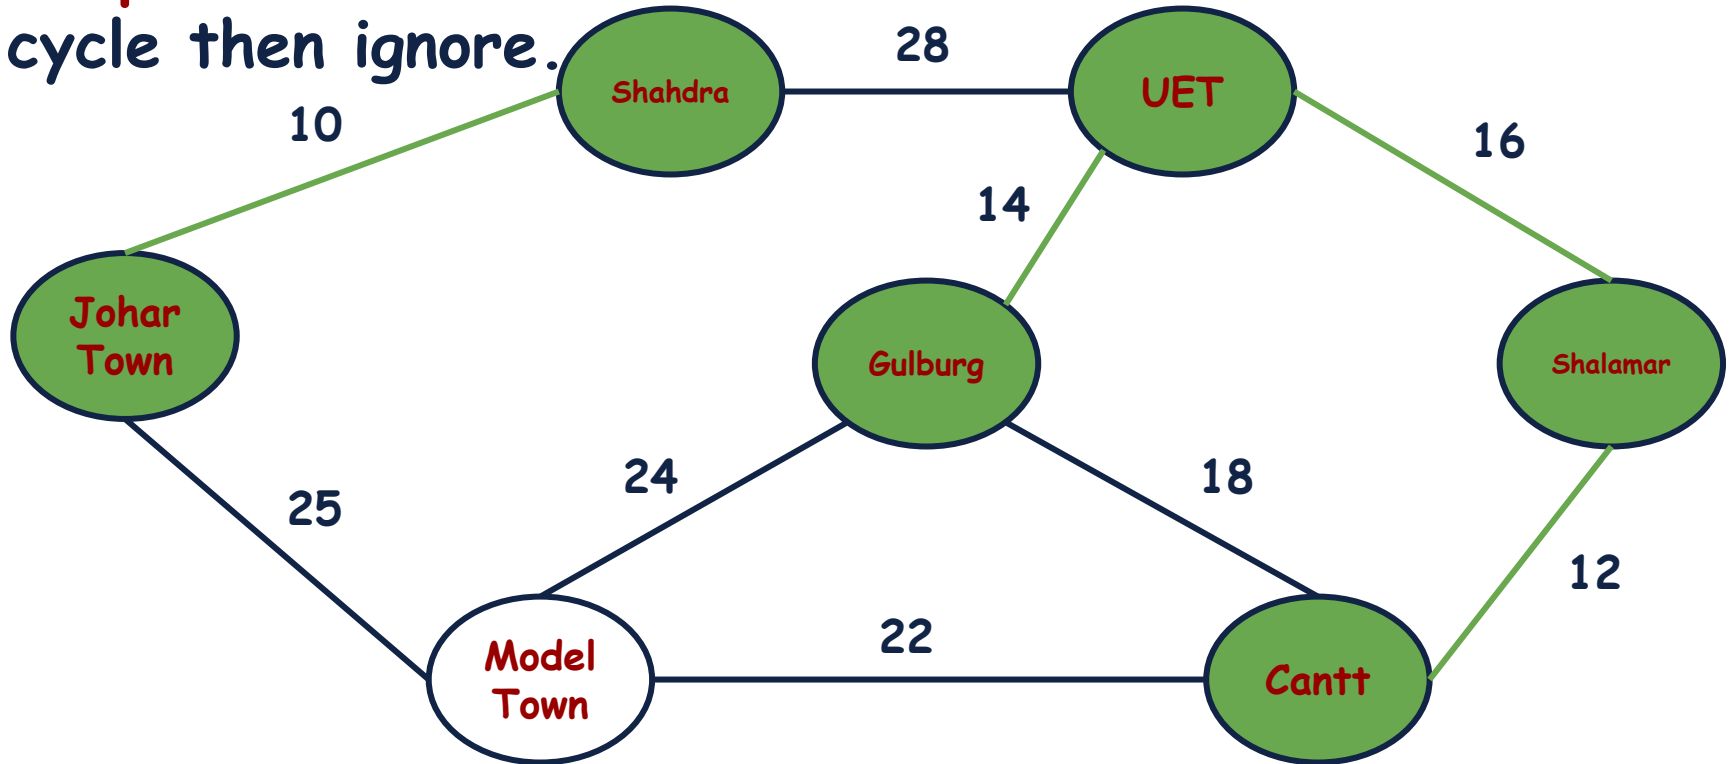 cycle then ignore.
28
Shahdra
UET
10
16
14
Johar
Town
Gulburg
Shalamar
24
18
25
12
22
Model
Town
Cantt